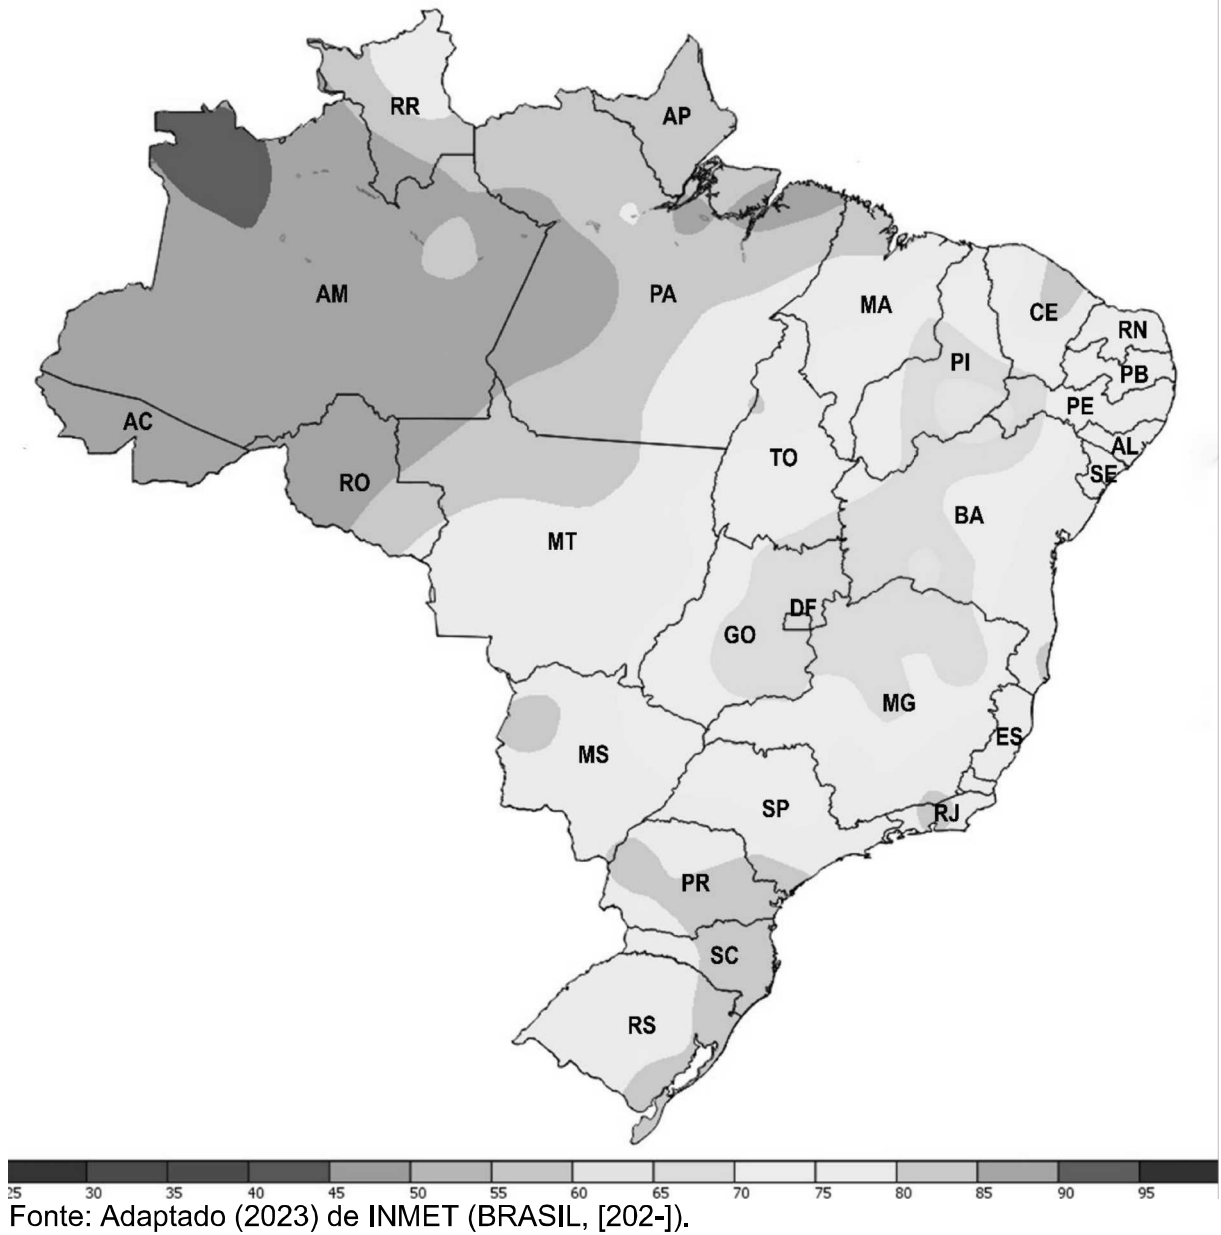 RR
AP
AM
PA
MA
CE
RN
PB
PI
PE
AC
AL
TO
SE
RO
BA
MT
DF
GO
MG
ES
MS
SP
RJ
PR
SC
RS
25 30 35 40 45 50 55 60 65 70 75 80 85 90 95
Fonte: Adaptado (2023) de INMET (BRASIL, [202-]).